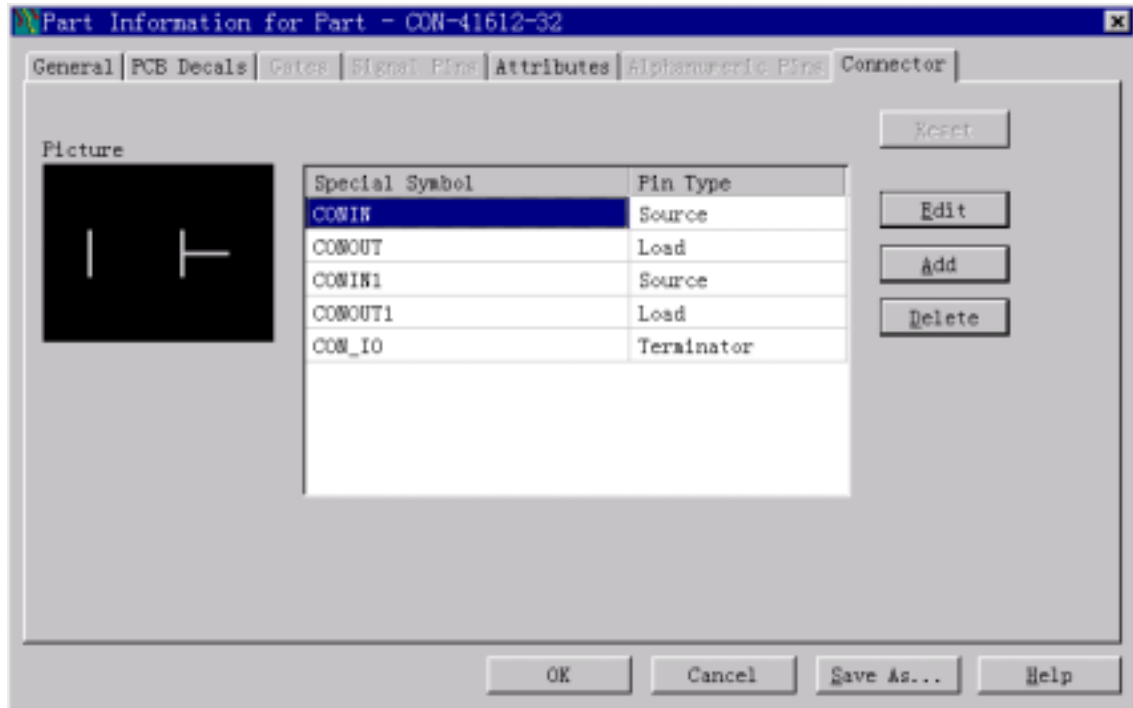 Part Information for Part - CON-41612-32
General PCB Decals Gates Signal Pins Attributes Alphanumeric Pins Connector
Reset
Picture
Special Symbol Pin Type
CONIN Source
Edit
CONOUT Load
Add
CONIN1 Source
CONOUT1 Load
Delete
CON_IO Terminator
OK Cancel Save As... Help